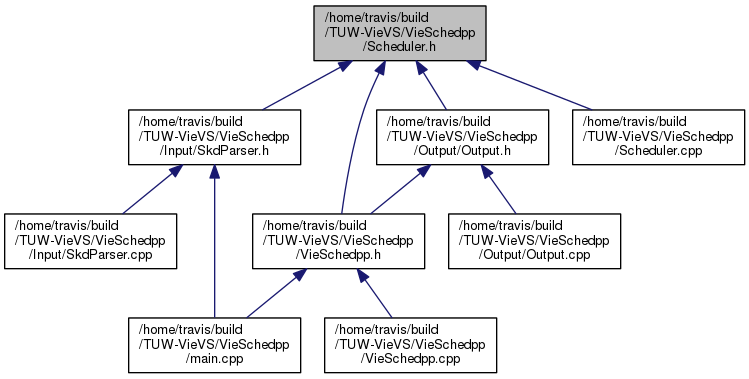 /home/travis/build
/TUW-VieVS/VieSchedpp
/Scheduler.h
/home/travis/build
/TUW-VieVS/VieSchedpp
/Input/SkdParser.h
/home/travis/build
/TUW-VieVS/VieSchedpp
/Output/Output.h
/home/travis/build
/TUW-VieVS/VieSchedpp
/Scheduler.cpp
/home/travis/build
/TUW-VieVS/VieSchedpp
/Input/SkdParser.cpp
/home/travis/build
/TUW-VieVS/VieSchedpp
/VieSchedpp.h
/home/travis/build
/TUW-VieVS/VieSchedpp
/Output/Output.cpp
/home/travis/build
/TUW-VieVS/VieSchedpp
/main.cpp
/home/travis/build
/TUW-VieVS/VieSchedpp
/VieSchedpp.cpp